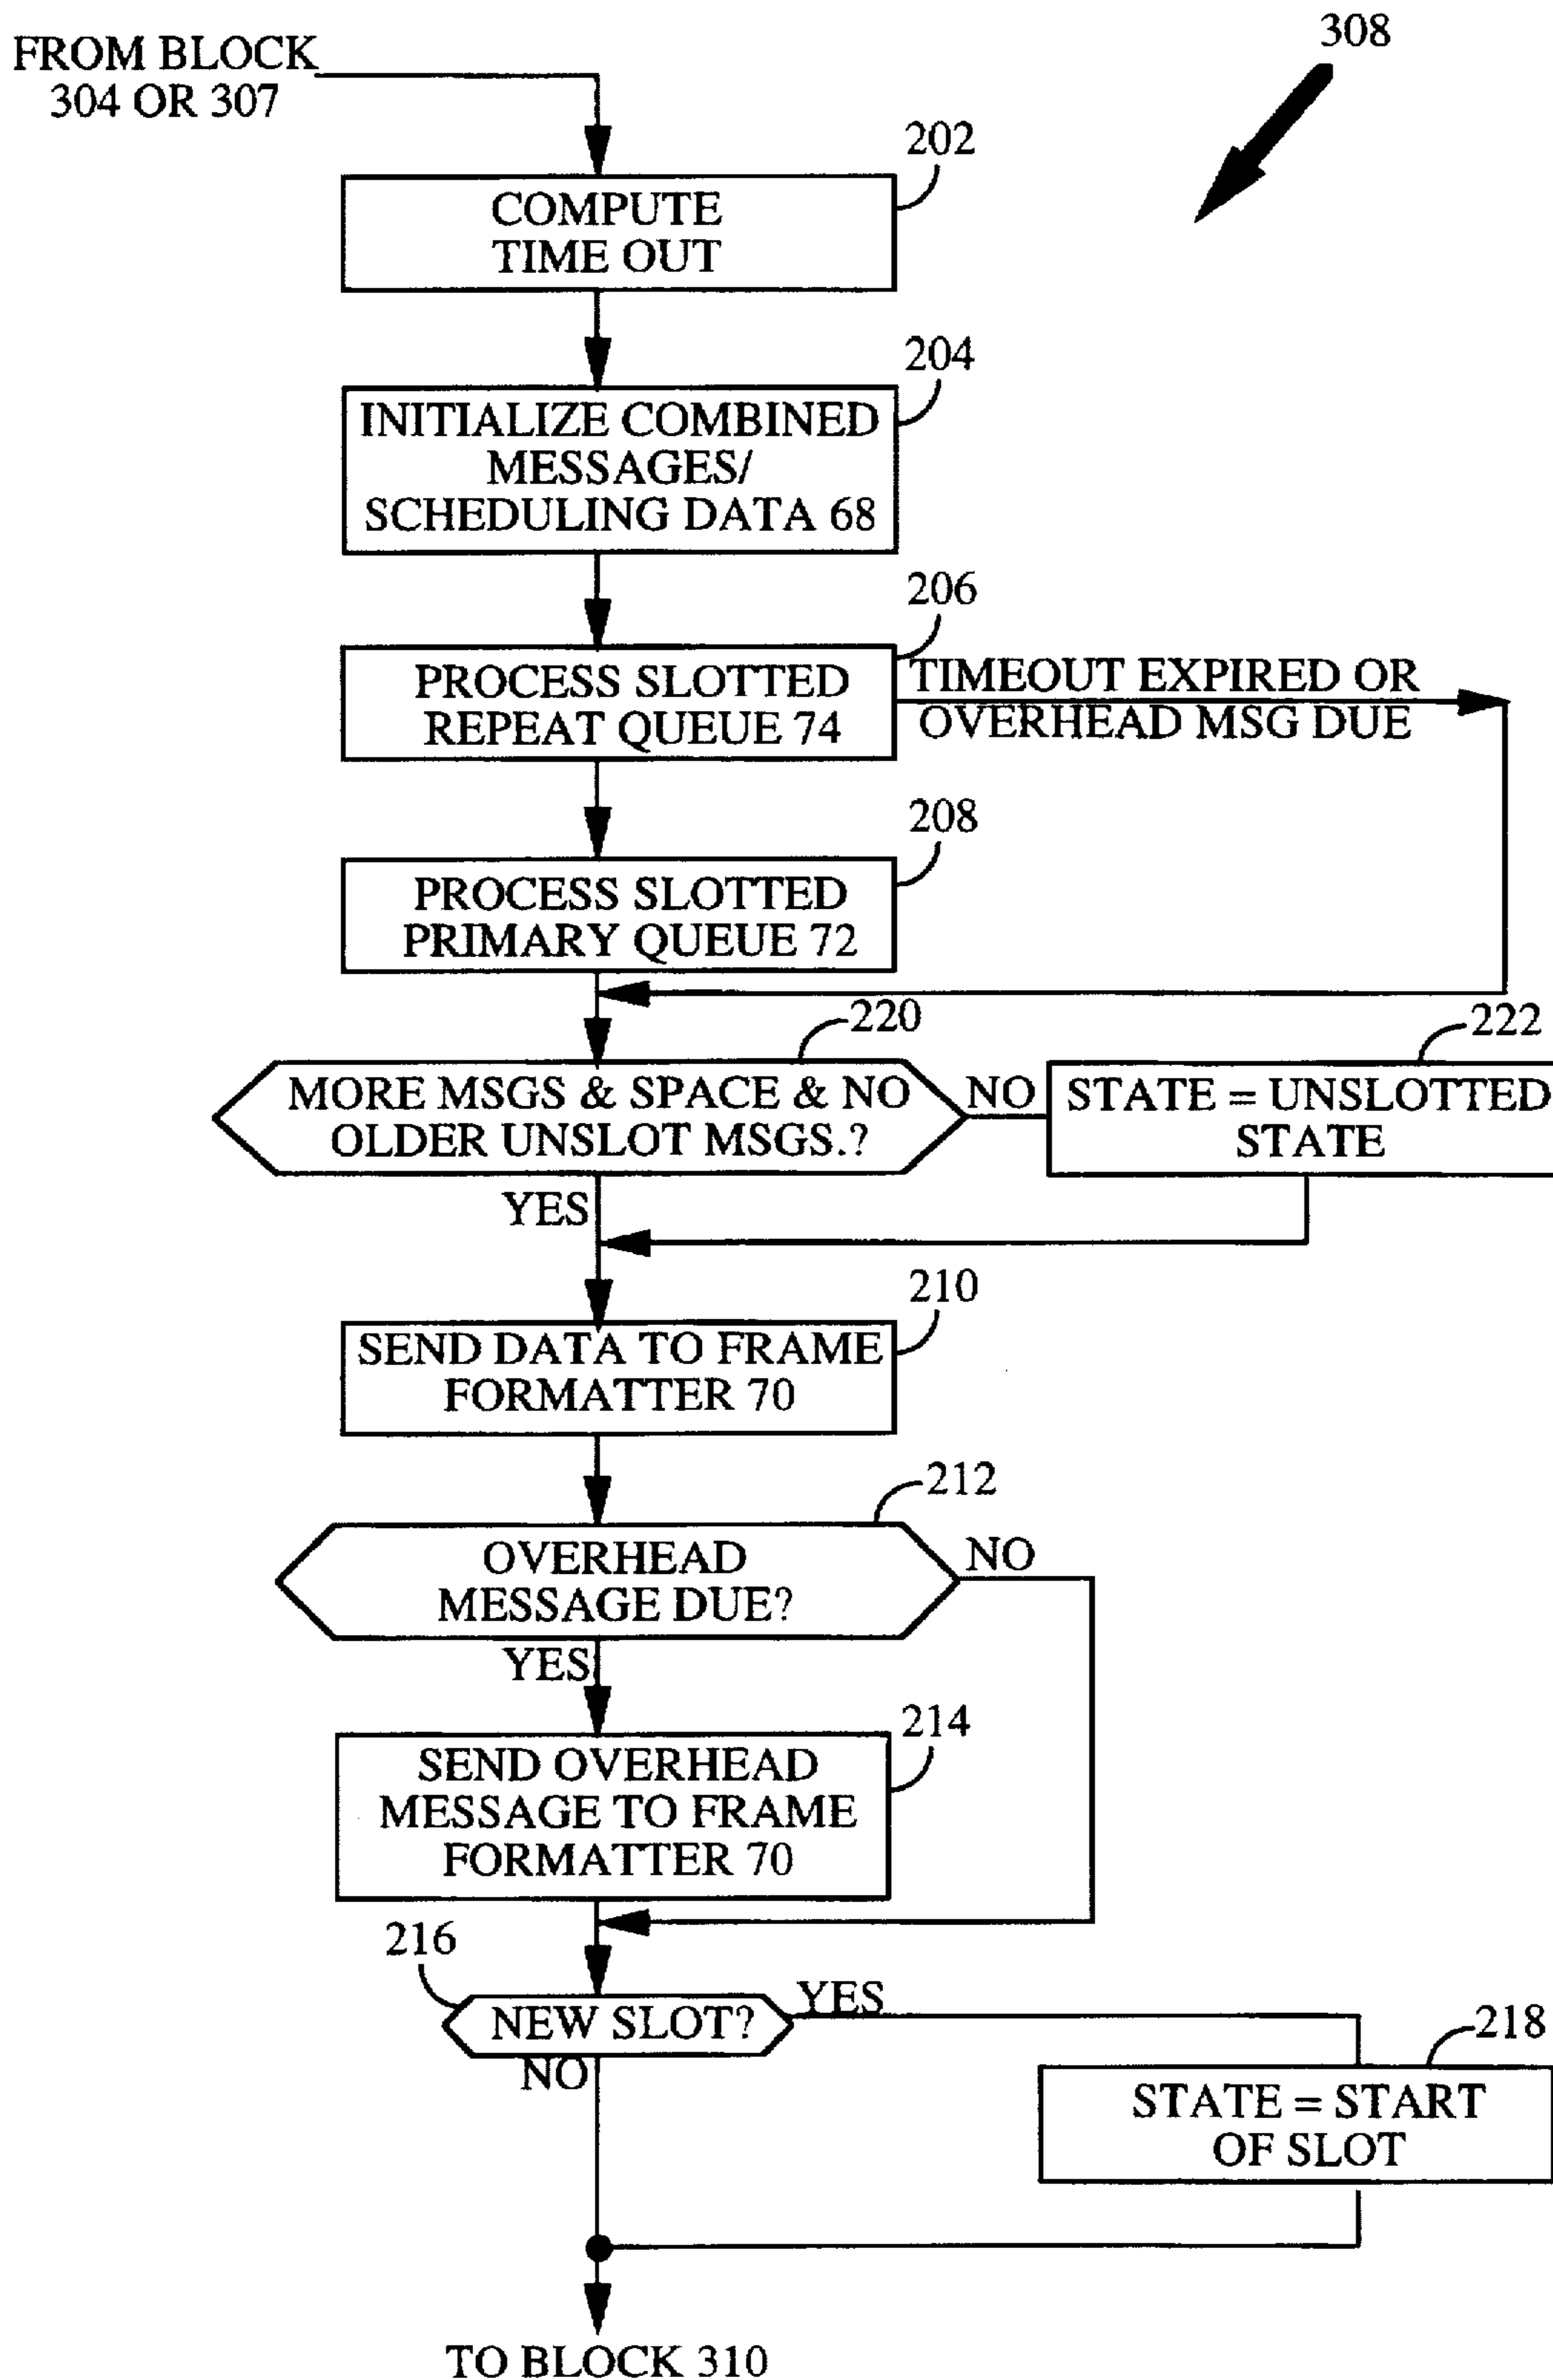 308
FROM BLOCK
304 OR 307
202
COMPUTE
TIME OUT
204
INITIALIZE COMBINED
MESSAGES/
SCHEDULING DATA 68
206
PROCESS SLOTTED
REPEAT QUEUE 74
TIMEOUT EXPIRED OR
OVERHEAD MSG DUE
208
PROCESS SLOTTED
PRIMARY QUEUE 72
220
222
MORE MSGS & SPACE & NO
OLDER UNSLOT MSGS.?
NO
STATE = UNSLOTTED
STATE
YES
210
SEND DATA TO FRAME
FORMATTER 70
212
OVERHEAD
MESSAGE DUE?
NO
YES
214
SEND OVERHEAD
MESSAGE TO FRAME
FORMATTER 70
216
NEW SLOT?
YES
NO
218
STATE = START
OF SLOT
TO BLOCK 310